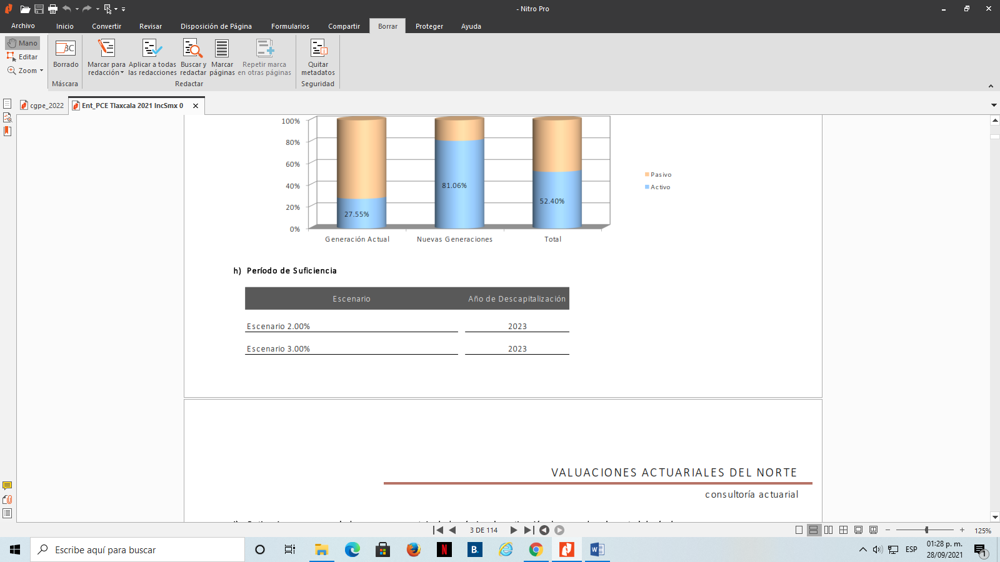 - Nitro Pro
Archivo Inicio Convertir Revisar Disposición de Página Formularios Compartir Borrar Proteger Ayuda
Mano
Editar
Zoom
BC
Borrado
Máscara
Marcar para
redacción
Aplicar a todas
las redacciones
Buscar y
redactar
Marcar
páginas
Repetir marca
en otras páginas
Redactar
Quitar
metadatos
Seguridad
cgpe_2022
Ent_PCE Tlaxcala 2021 IncSmx 0
100%
80%
60%
40%
20%
0%
27.55%
81.06%
52.40%
Generación Actual
Nuevas Generaciones
Total
Pasivo
Activo
h) Período de Suficiencia
Escenario Año de Descapitalización
Escenario 2.00% 2023
Escenario 3.00% 2023
VALUACIONES ACTUARIALES DEL NORTE
consultoría actuarial
3 DE 114
125%
Escribe aquí para buscar
N
B.
W
ESP
01:28 p. m.
28/09/2021
1